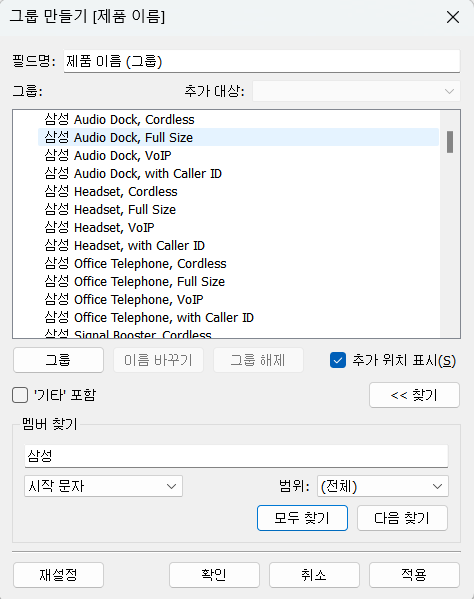 그룹 만들기 [제품 이름]
필드명: 제품 이름 (그룹)
그룹: 추가 대상:
삼성 Audio Dock, Cordless
삼성 Audio Dock, Full Size
삼성 Audio Dock, VoIP
삼성 Audio Dock, with Caller ID
삼성 Headset, Cordless
삼성 Headset, Full Size
삼성 Headset, VoIP
삼성 Headset, with Caller ID
삼성 Office Telephone, Cordless
삼성 Office Telephone, Full Size
삼성 Office Telephone, VoIP
삼성 Office Telephone, with Caller ID
삼성 Signal Booster, Cordless
그룹 이름 바꾸기 그룹 해제 추가 위치 표시(S)
'기타' 포함 << 찾기
멤버 찾기
삼성
시작 문자 범위: (전체)
모두 찾기 다음 찾기
재설정 확인 취소 적용